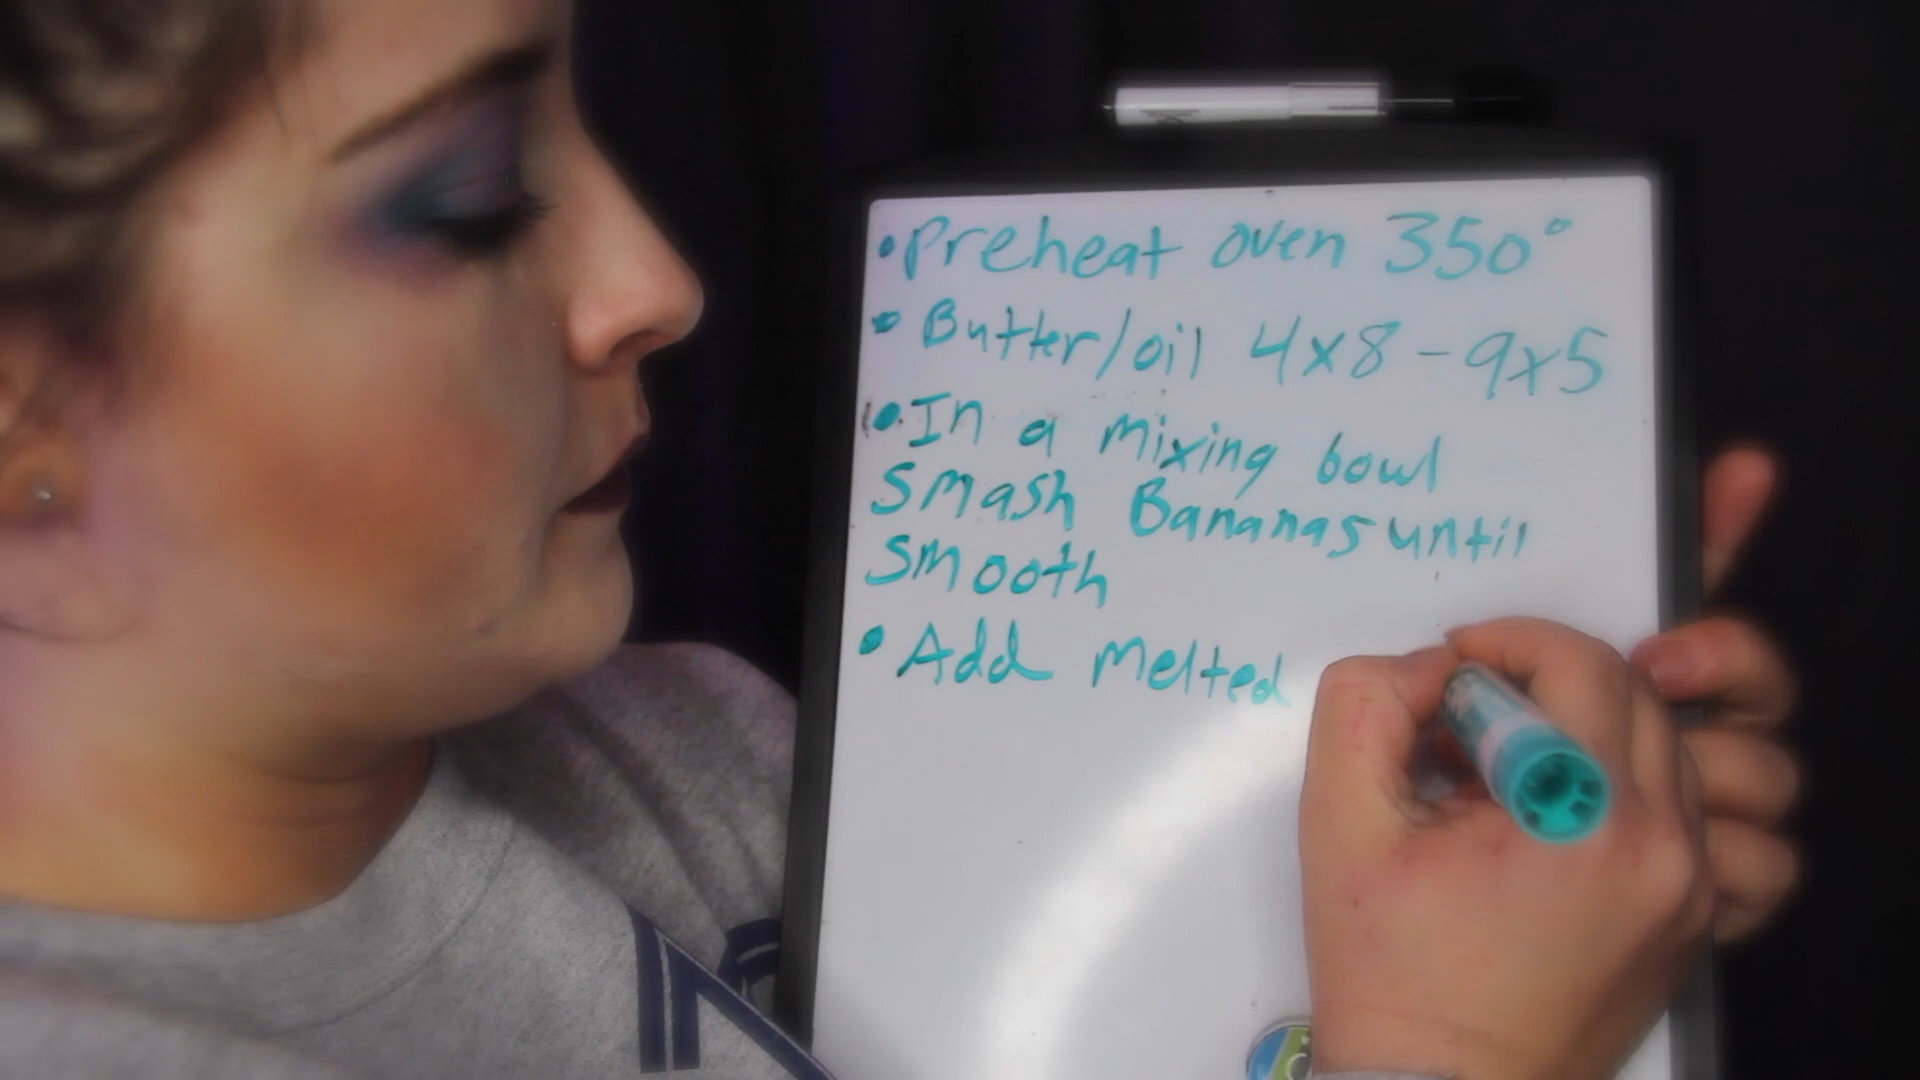 • Preheat oven 350°
• Butter/oil 4x8 - 9x5
• In a mixing bowl
smash Bananas until
smooth
• Add melted